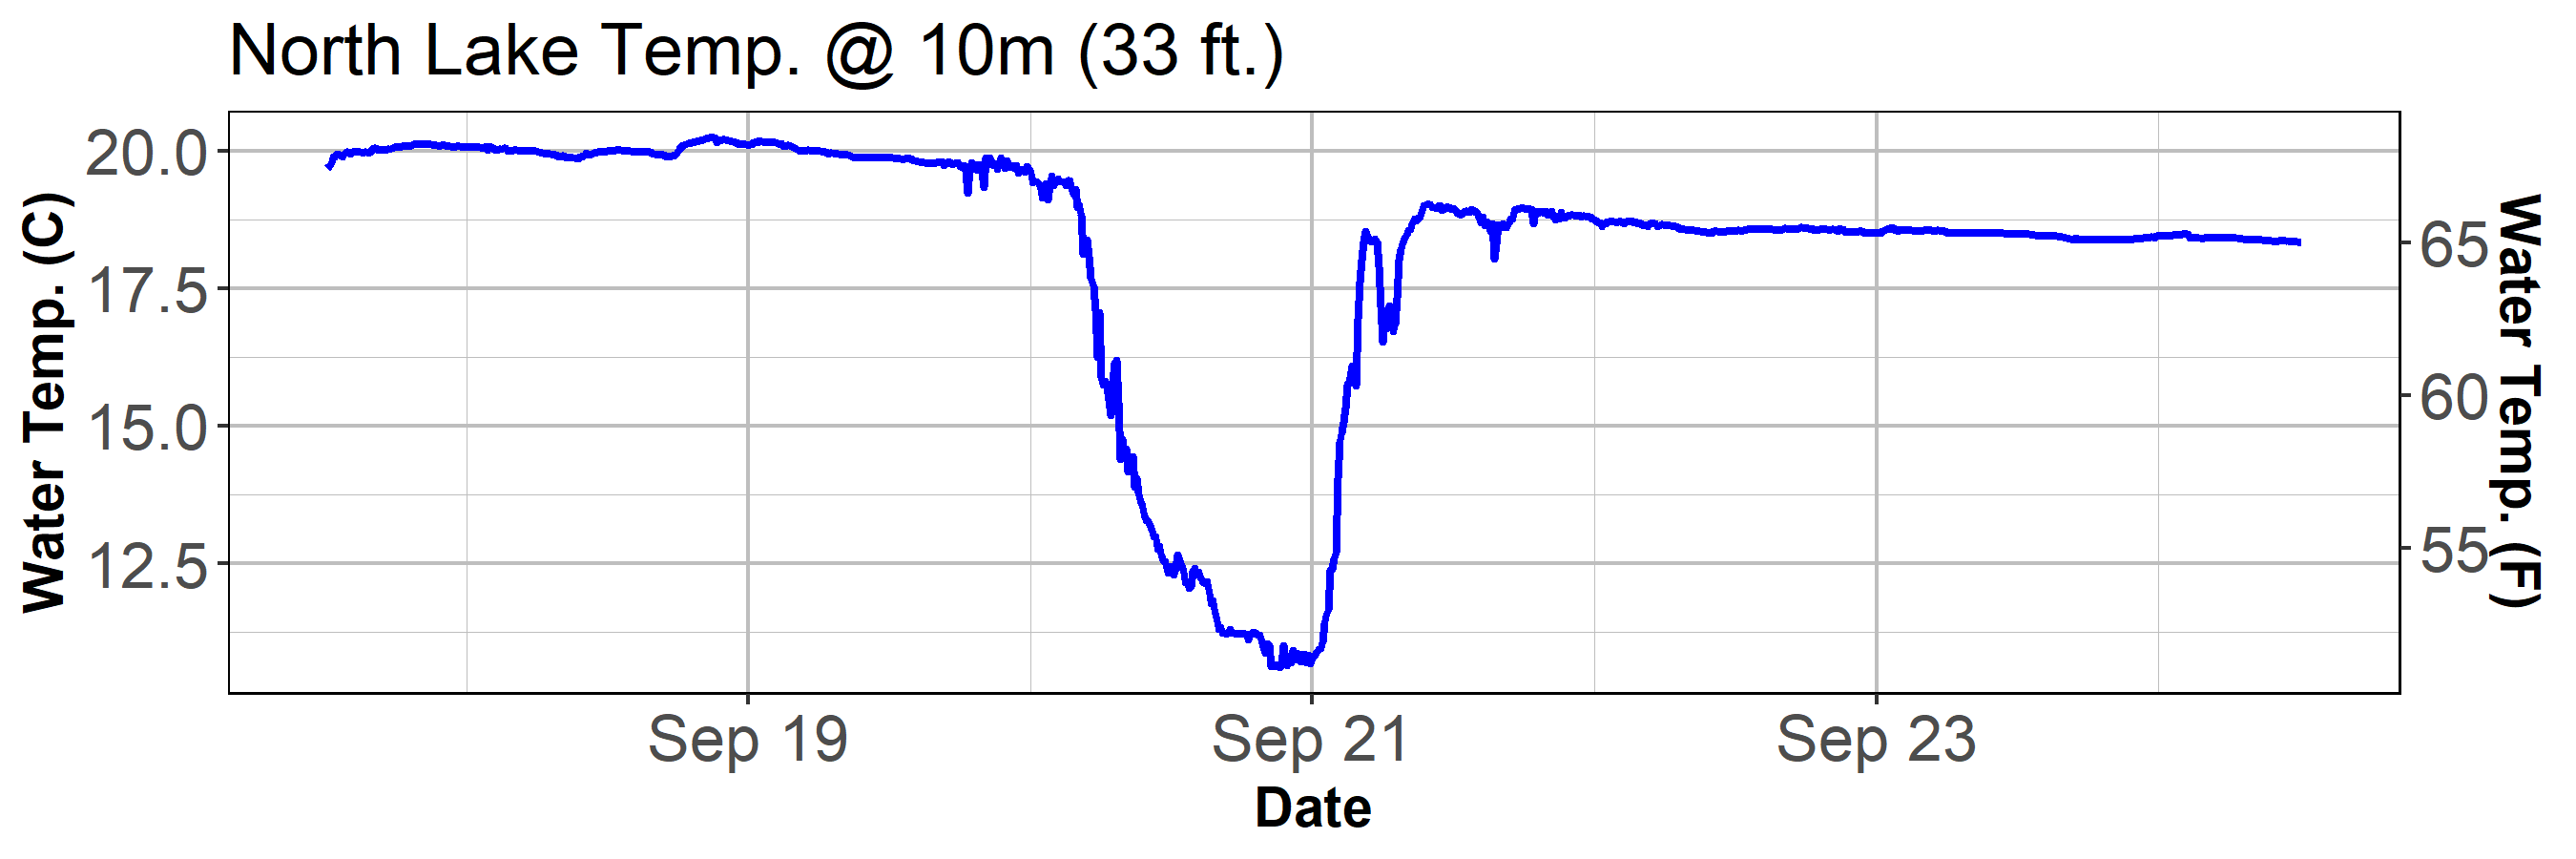 North Lake Temp. @ 10m (33 ft.)
Water Temp. (C)
20.0
17.5
15.0
12.5
65
60
55
Water Temp. (F)
Sep 19
Sep 21
Sep 23
Date